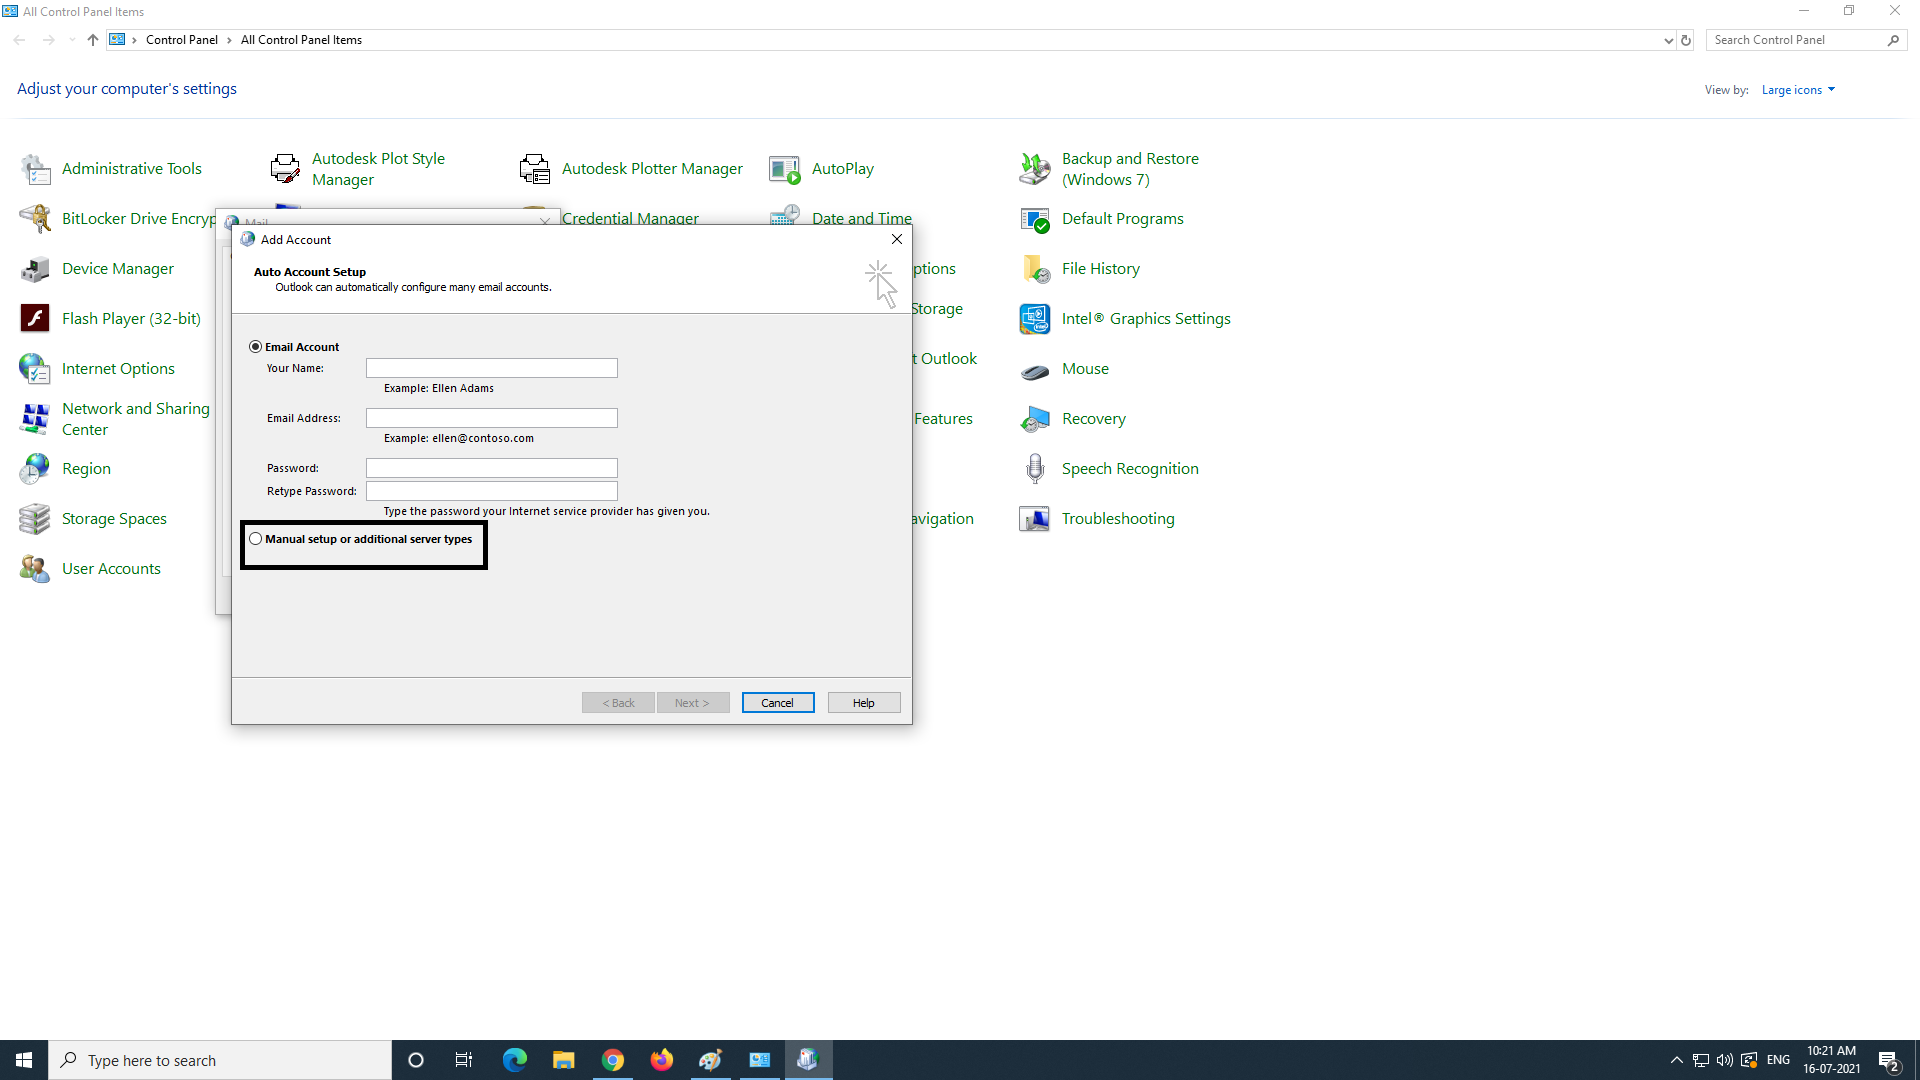 All Control Panel Items
Control Panel > All Control Panel Items
Search Control Panel
Adjust your computer's settings
View by: Large icons
Administrative Tools
Autodesk Plot Style
Manager
Autodesk Plotter Manager
AutoPlay
Backup and Restore
(Windows 7)
BitLocker Drive Encryp
Mail
Credential Manager
Date and Time
Default Programs
Device Manager
ptions
File History
Flash Player (32-bit)
Storage
Intel® Graphics Settings
Internet Options
t Outlook
Mouse
Network and Sharing
Center
Features
Recovery
Region
Speech Recognition
Storage Spaces
avigation
Troubleshooting
User Accounts
Add Account
Auto Account Setup
Outlook can automatically configure many email accounts.
Email Account
Your Name:
Example: Ellen Adams
Email Address:
Example: ellen@contoso.com
Password:
Retype Password:
Type the password your Internet service provider has given you.
Manual setup or additional server types
< Back
Next >
Cancel
Help
Type here to search
ENG
10:21 AM
16-07-2021
2